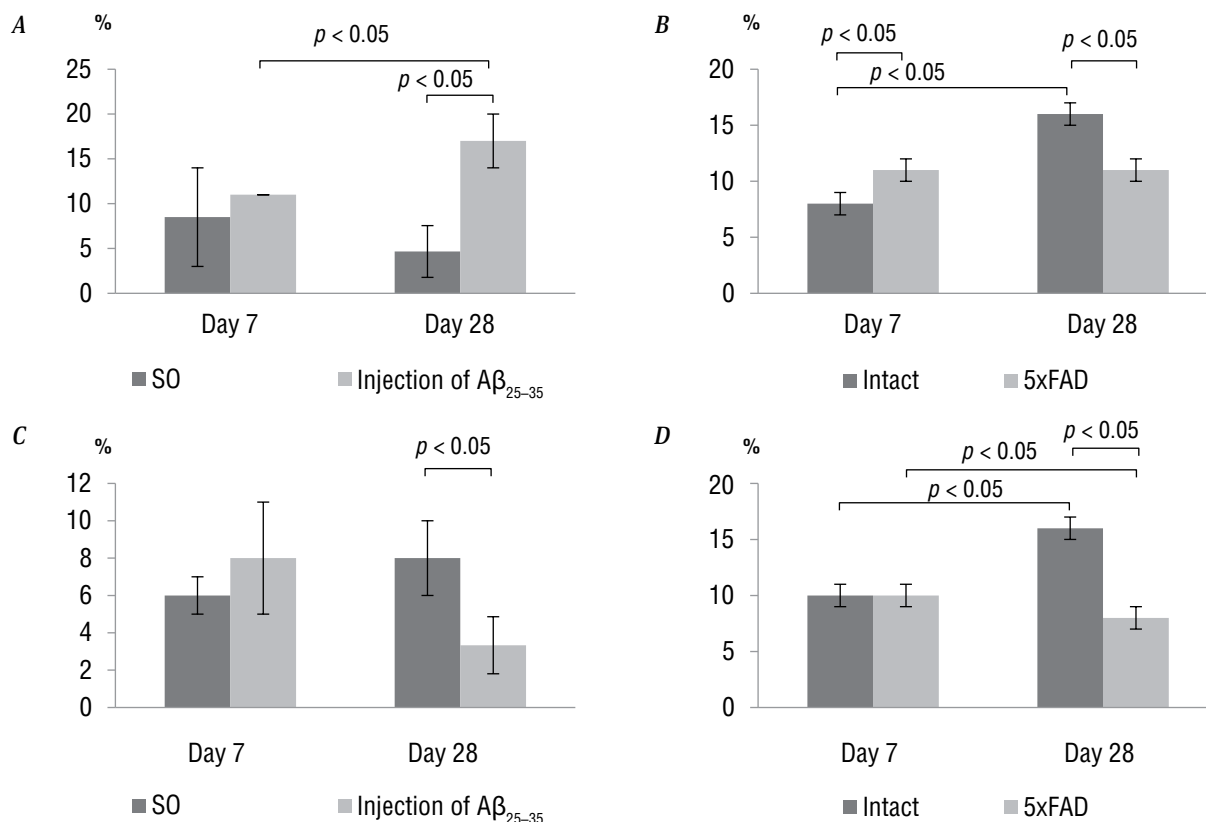 A
%
p < 0.05
p < 0.05
25
20
15
10
5
0
Day 7 Day 28
SO Injection of Aβ25–35
B
%
p < 0.05 p < 0.05
p < 0.05
20
15
10
5
0
Day 7 Day 28
Intact 5xFAD
C
%
p < 0.05
12
10
8
6
4
2
0
Day 7 Day 28
SO Injection of Aβ25–35
D
%
p < 0.05
p < 0.05
p < 0.05
20
15
10
5
0
Day 7 Day 28
Intact 5xFAD